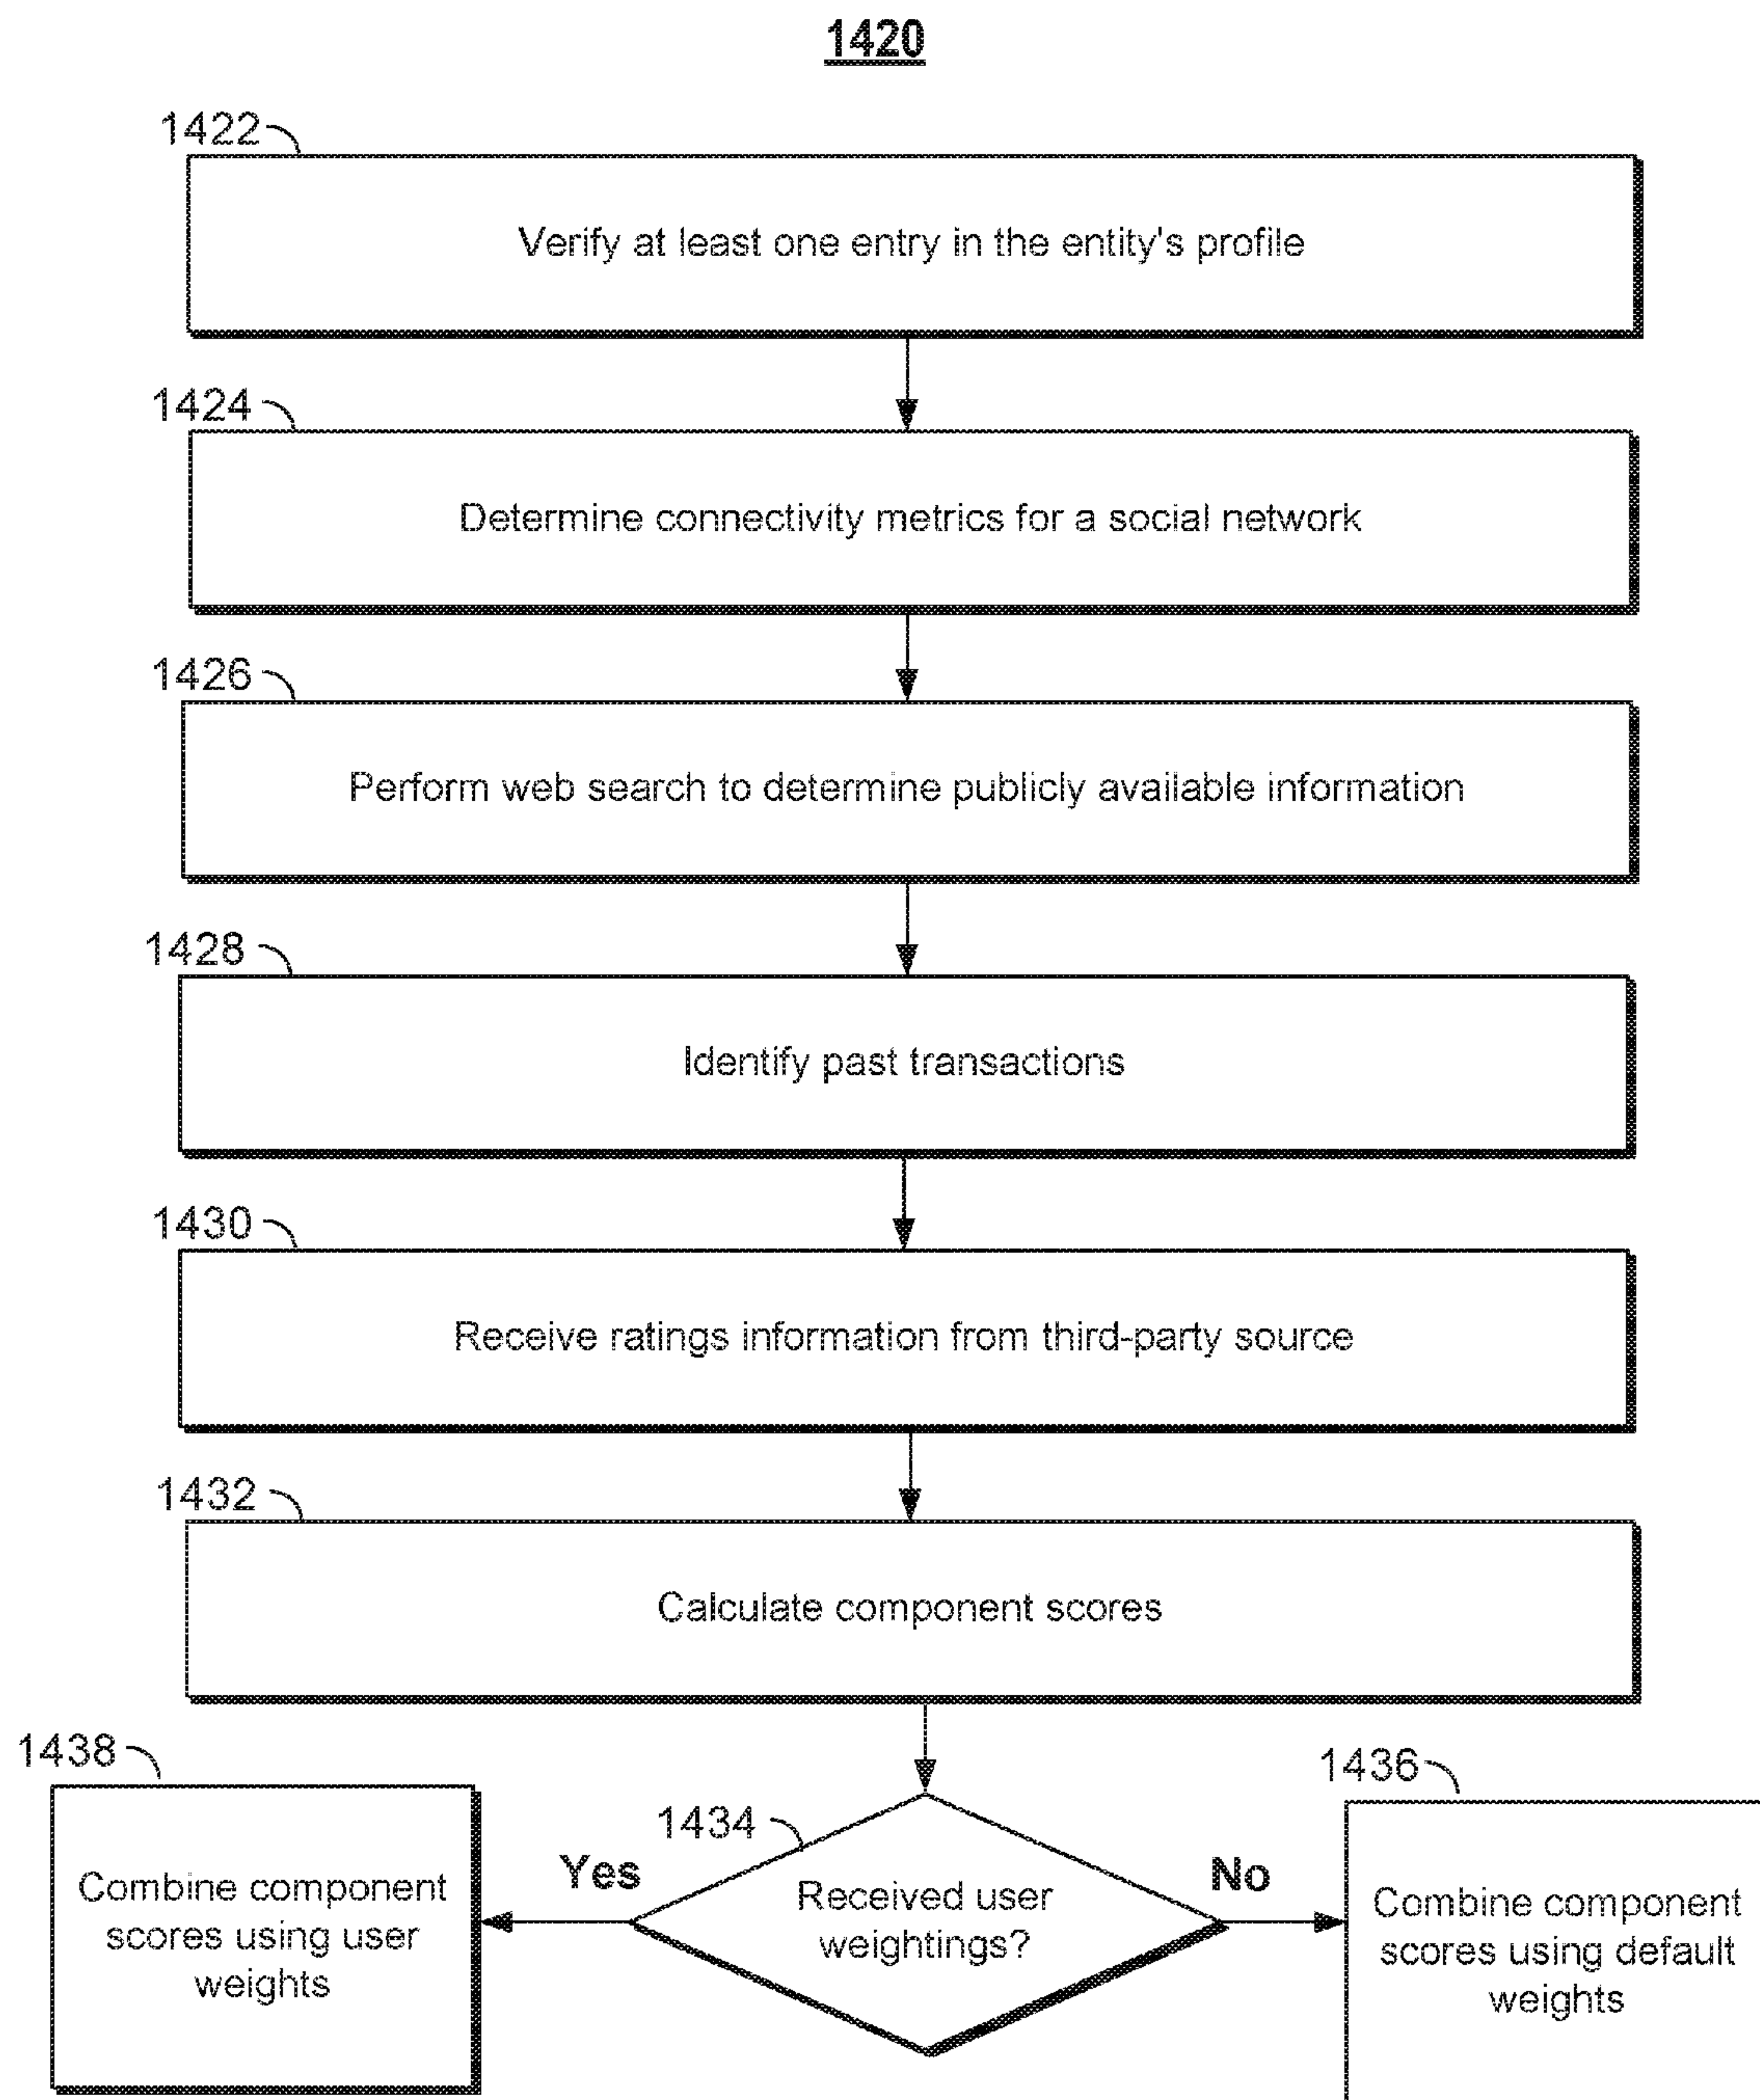 1420
1422
Verify at least one entry in the entity's profile
1424
Determine connectivity metrics for a social network
1426
Perform web search to determine publicly available information
1428
Identify past transactions
1430
Receive ratings information from third-party source
1432
Calculate component scores
1438
1436
1434
Yes
No
Combine component
scores using user
weights
Received user
weightings?
Combine component
scores using default
weights